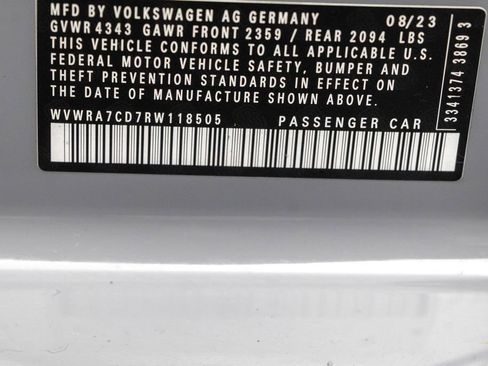 MFD BY VOLKSWAGEN AG GERMANY 08/23
GVWR 4343 GAWR FRONT 2359 / REAR 2094 LBS
THIS VEHICLE CONFORMS TO ALL APPLICABLE U.S.
FEDERAL MOTOR VEHICLE SAFETY, BUMPER AND
THEFT PREVENTION STANDARDS IN EFFECT ON
THE DATE OF MANUFACTURE SHOWN ABOVE.
WVWRA7CD7RW118505 PASSENGER CAR
3341374 3869 3